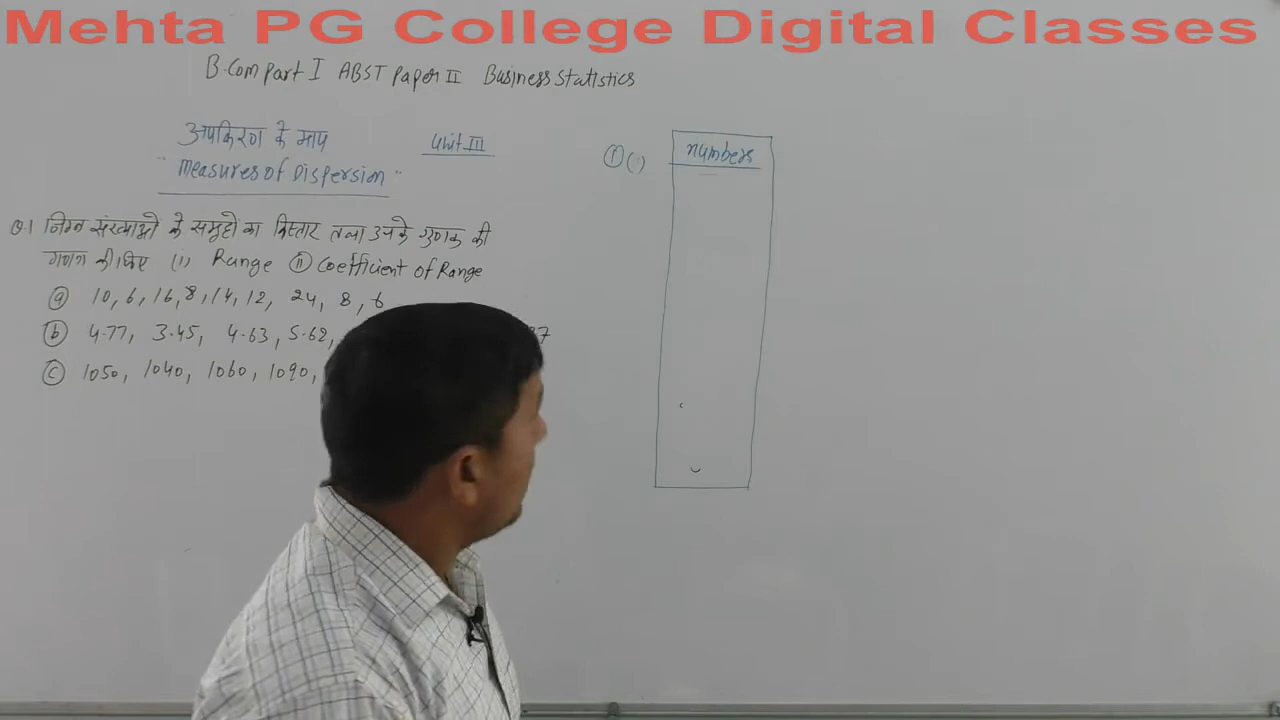 Mehta PG College Digital Classes
B.Com Part I ABST Paper II Business Statistics
अपकिरण के माप
Unit III
"Measures of Dispersion"
Q.1 निम्न संख्याओं के समूहों का विस्तार तथा उनके गुणक की
गणना कीजिए (i) Range (ii) Coefficient of Range
(a) 10, 6, 16, 8, 14, 12, 24, 8, 6
(b) 4.77, 3.45, 4.63, 5.62,
(c) 1050, 1040, 1060, 1090,
numbers